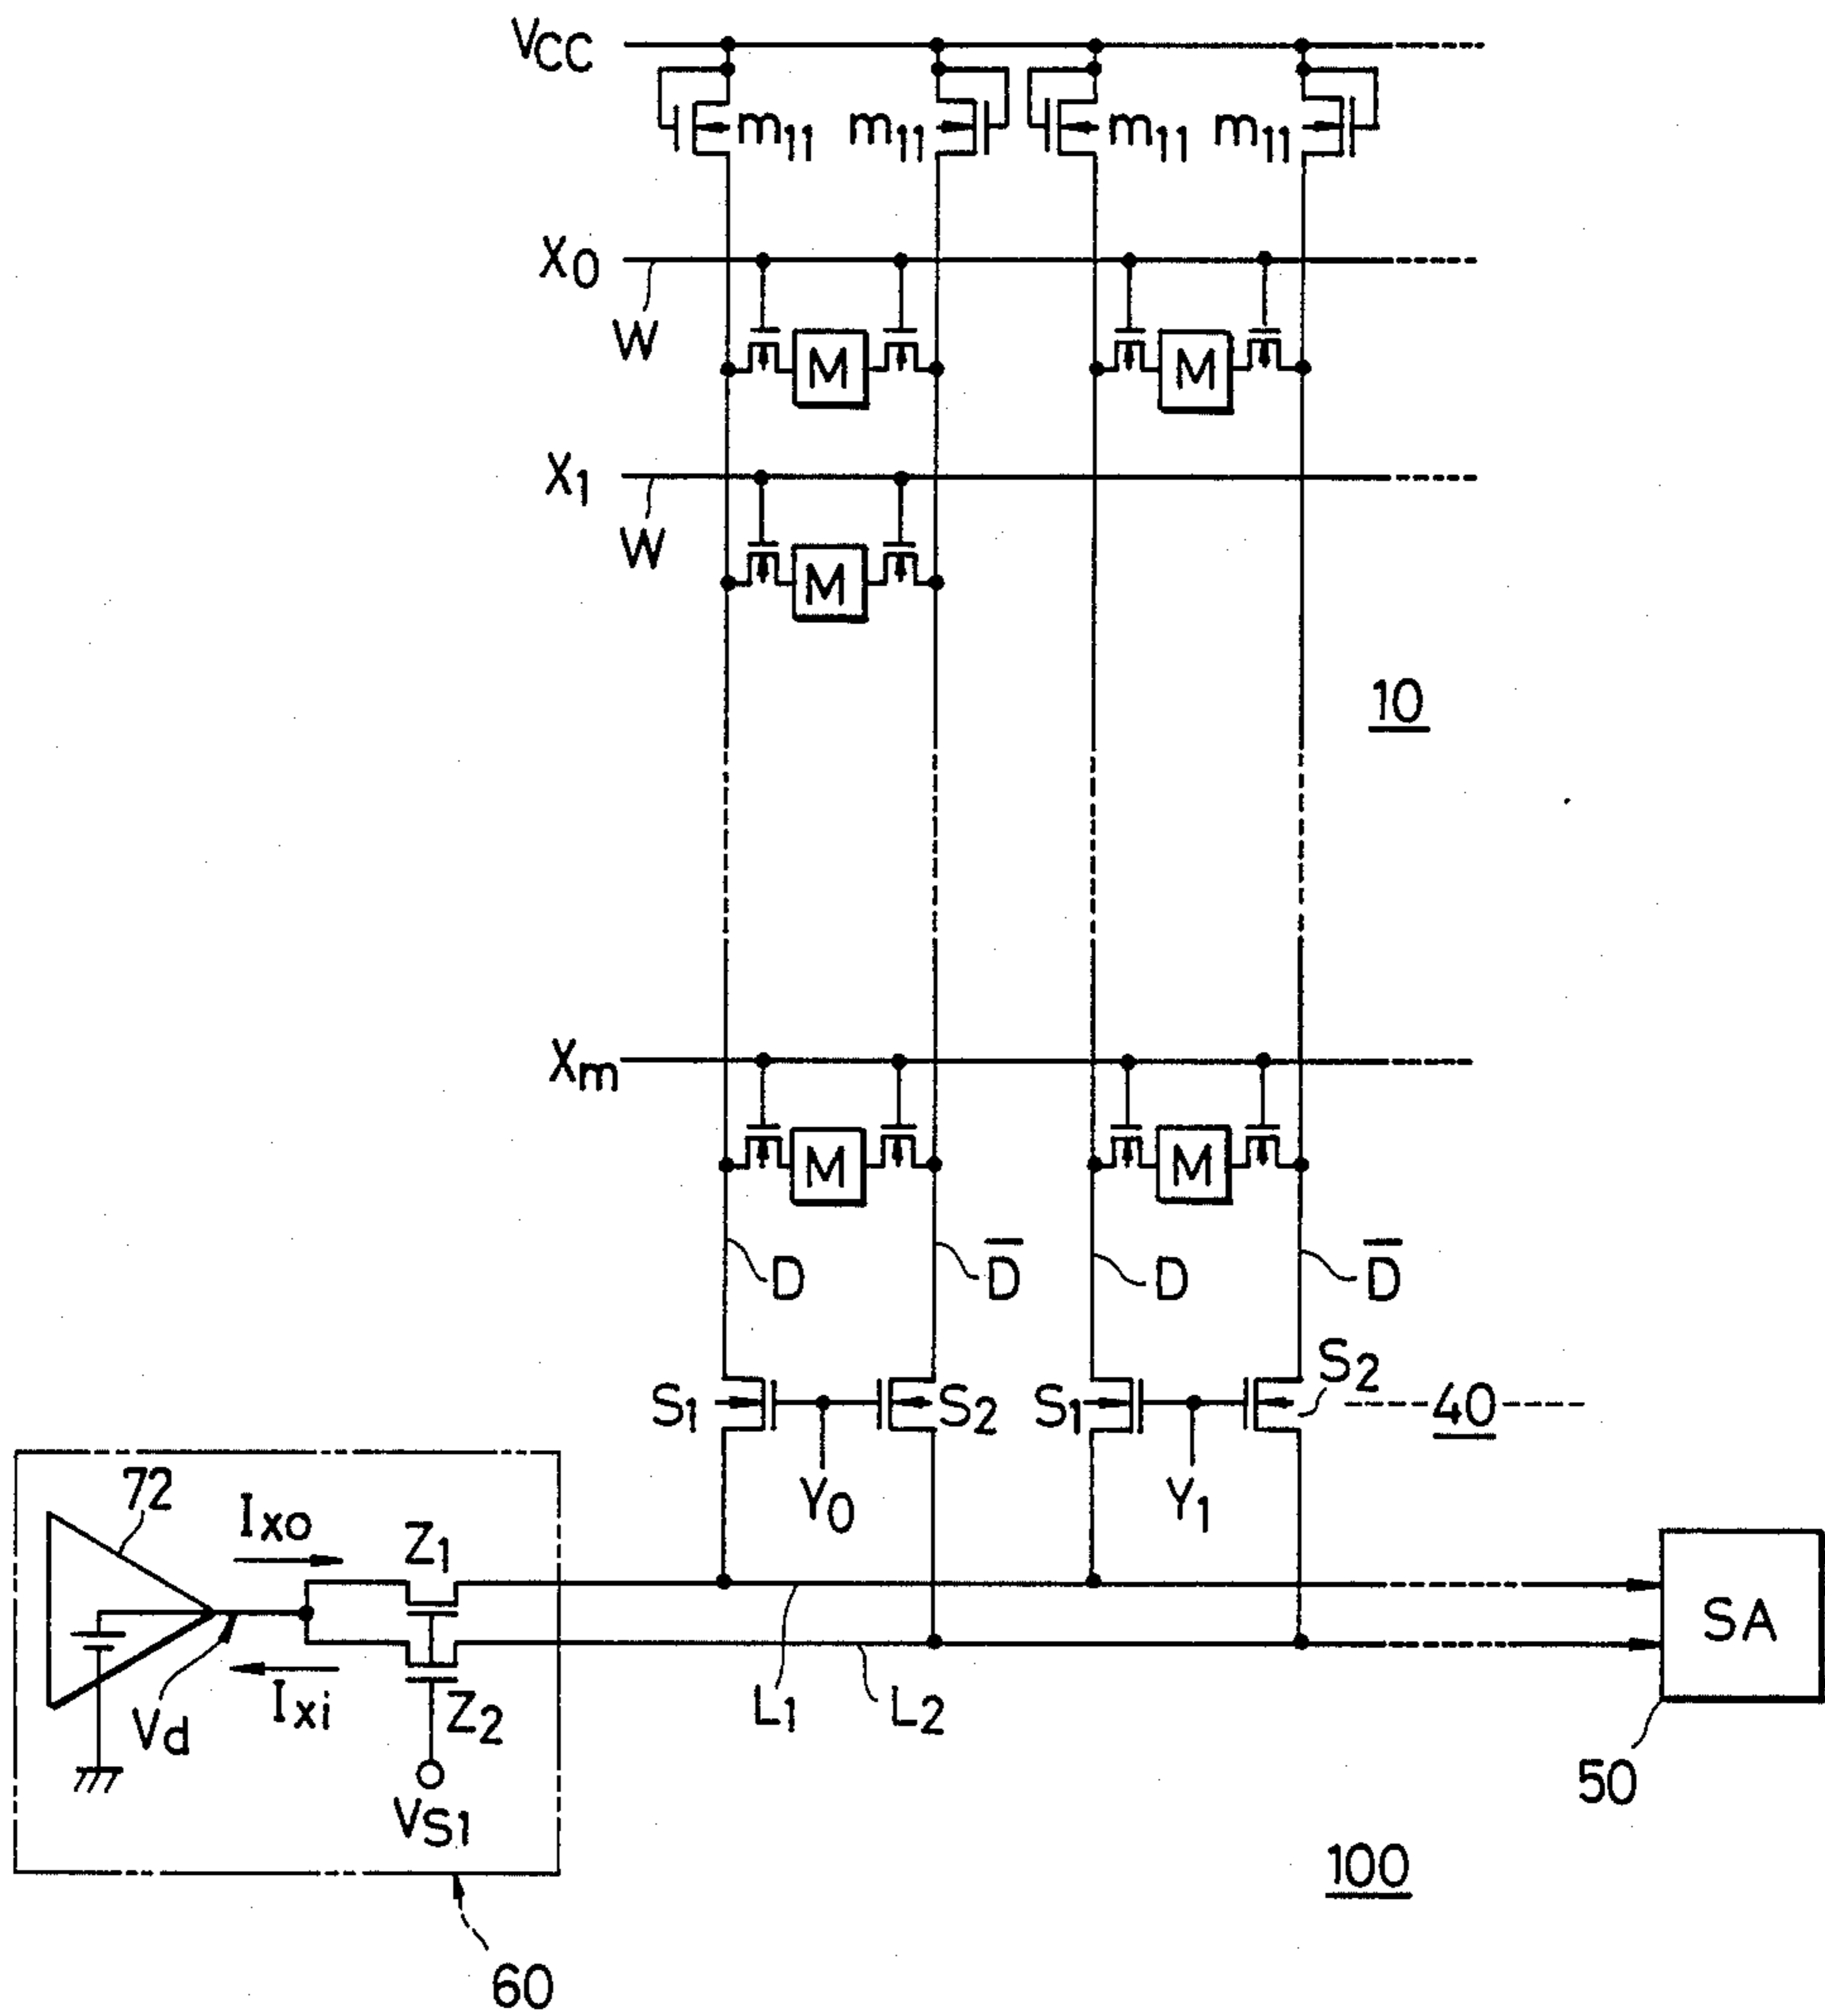 VCC
m11 m11 m11 m11
X0
W
M M
X1
W
M
10
Xm
M M
D D̅ D D̅
S1 S2 S1 S2
40
72
Ixo
Z1
Y0 Y1
SA
Vd
Ixi
Z2
L1 L2
VS1
50
100
60